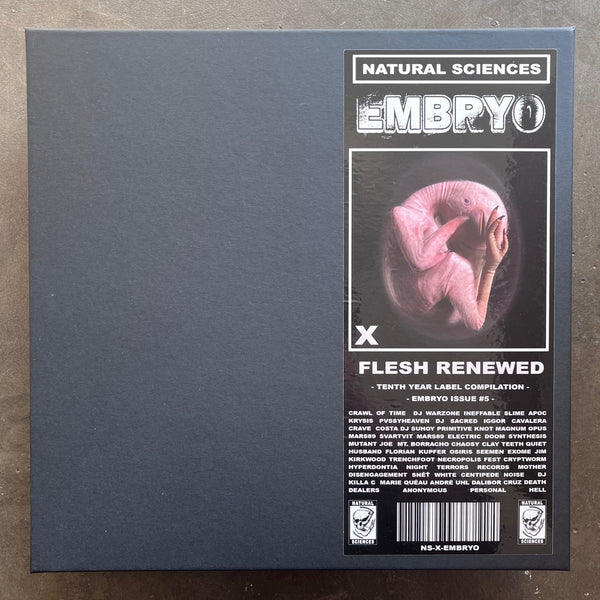 NATURAL SCIENCES
EMBRYO
X
FLESH RENEWED
- TENTH YEAR LABEL COMPILATION -
- EMBRYO ISSUE #5 -
CRAWL OF TIME DJ WARZONE INEFFABLE SLIME APOC
KRYSIS PVSSYHEAVEN DJ SACRED IGGOR CAVALERA
CRAVE COSTA DJ SUHOY PRIMITIVE KNOT MAGNUM OPUS
MARS89 SVARTVIT MARS89 ELECTRIC DOOM SYNTHESIS
MUTANT JOE MT. BORRACHO CHAOSY CLAY TEETH QUIET
HUSBAND FLORIAN KUPFER OSIRIS SEEMEN EXOME JIM
KIRKWOOD TRENCHFOOT NECROPOLIS FEST CRYPTWORM
HYPERDONTIA NIGHT TERRORS RECORDS MOTHER
DISENGAGEMENT SNĚŤ WHITE CENTIPEDE NOISE DJ
KILLA C MARIE QUÉAU ANDRÉ UHL DALIBOR CRUZ DEATH
DEALERS ANONYMOUS PERSONAL HELL
NATURAL
SCIENCES
NS-X-EMBRYO
NATURAL
SCIENCES